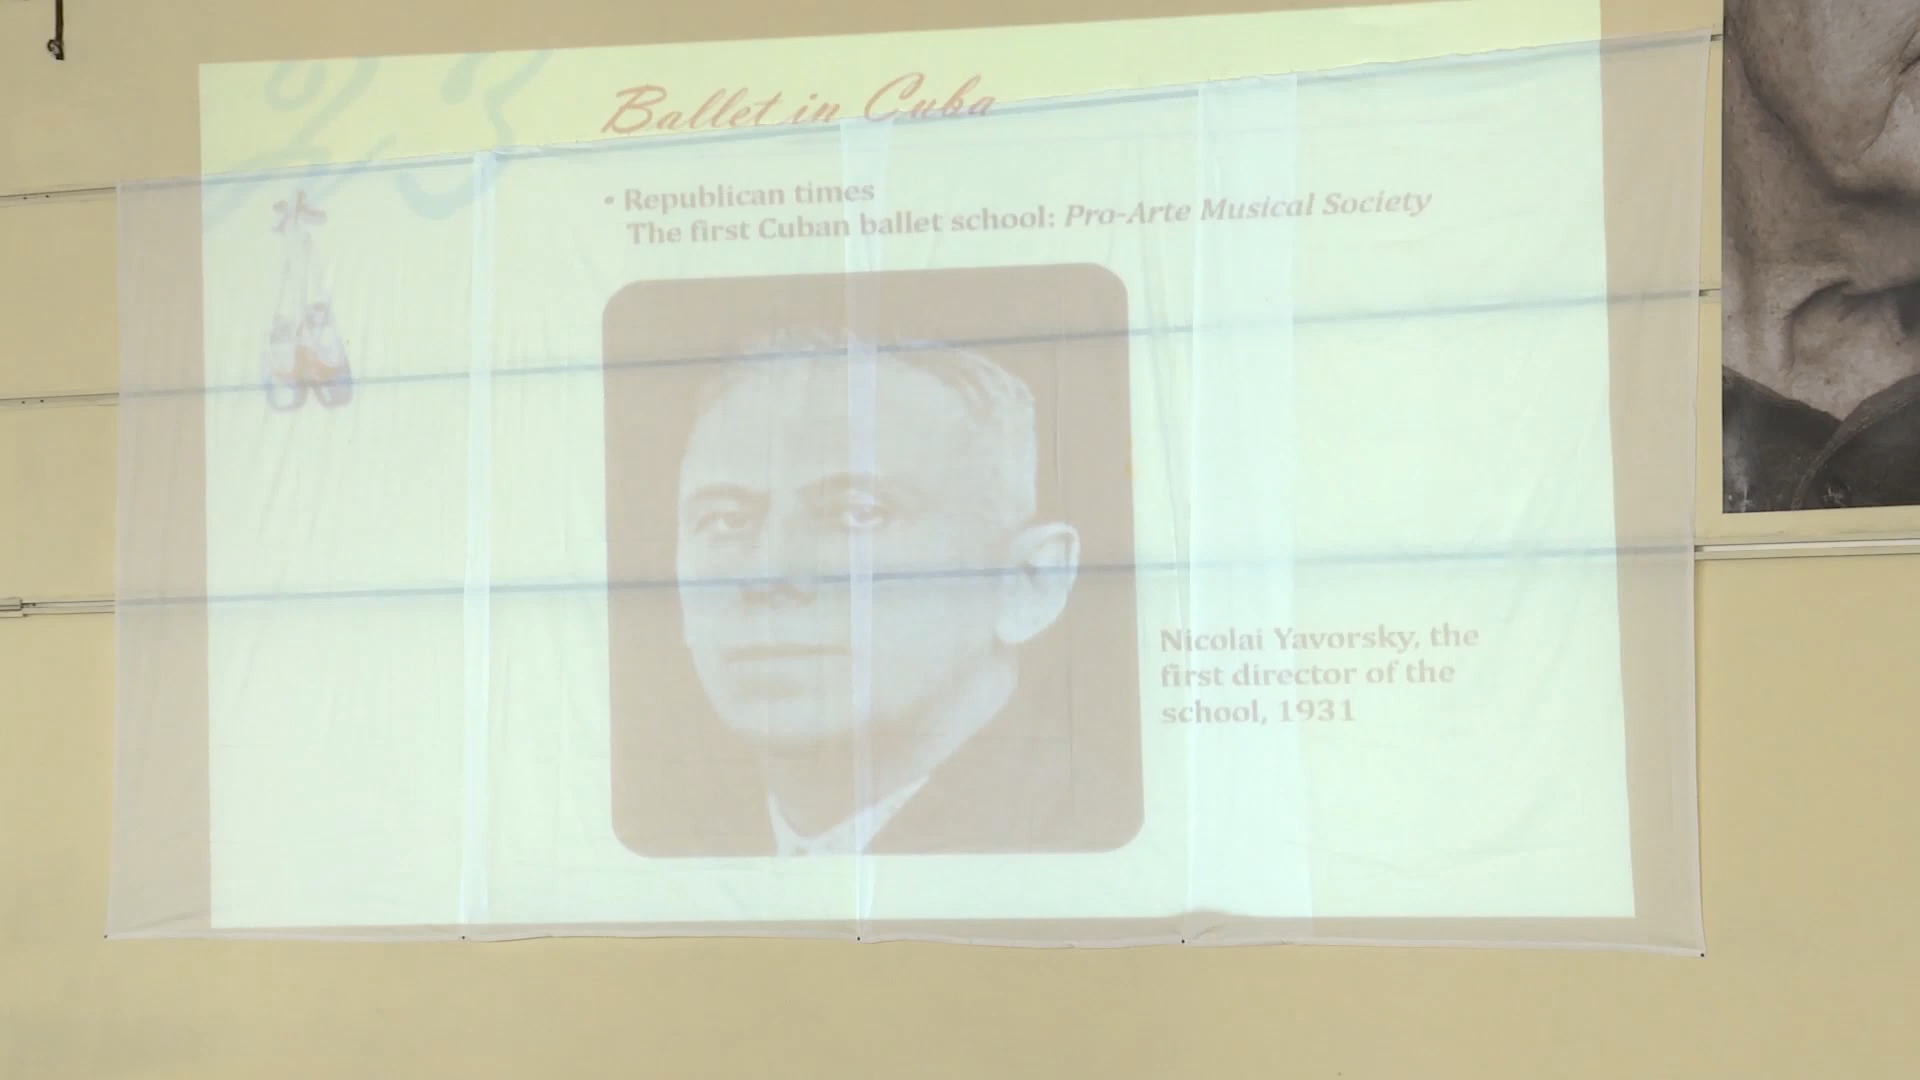 Ballet in Cuba
• Republican times
The first Cuban ballet school: Pro-Arte Musical Society
Nicolai Yavorsky, the
first director of the
school, 1931